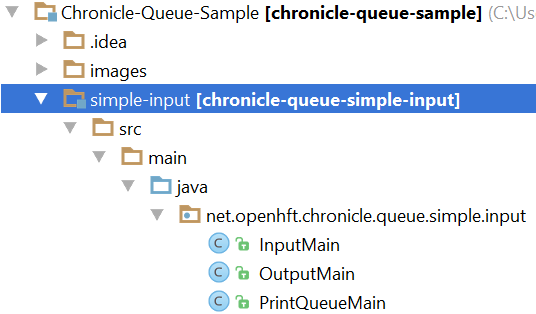 Chronicle-Queue-Sample [chronicle-queue-sample] (C:\Us
.idea
images
simple-input [chronicle-queue-simple-input]
src
main
java
net.openhft.chronicle.queue.simple.input
C InputMain
C OutputMain
C PrintQueueMain